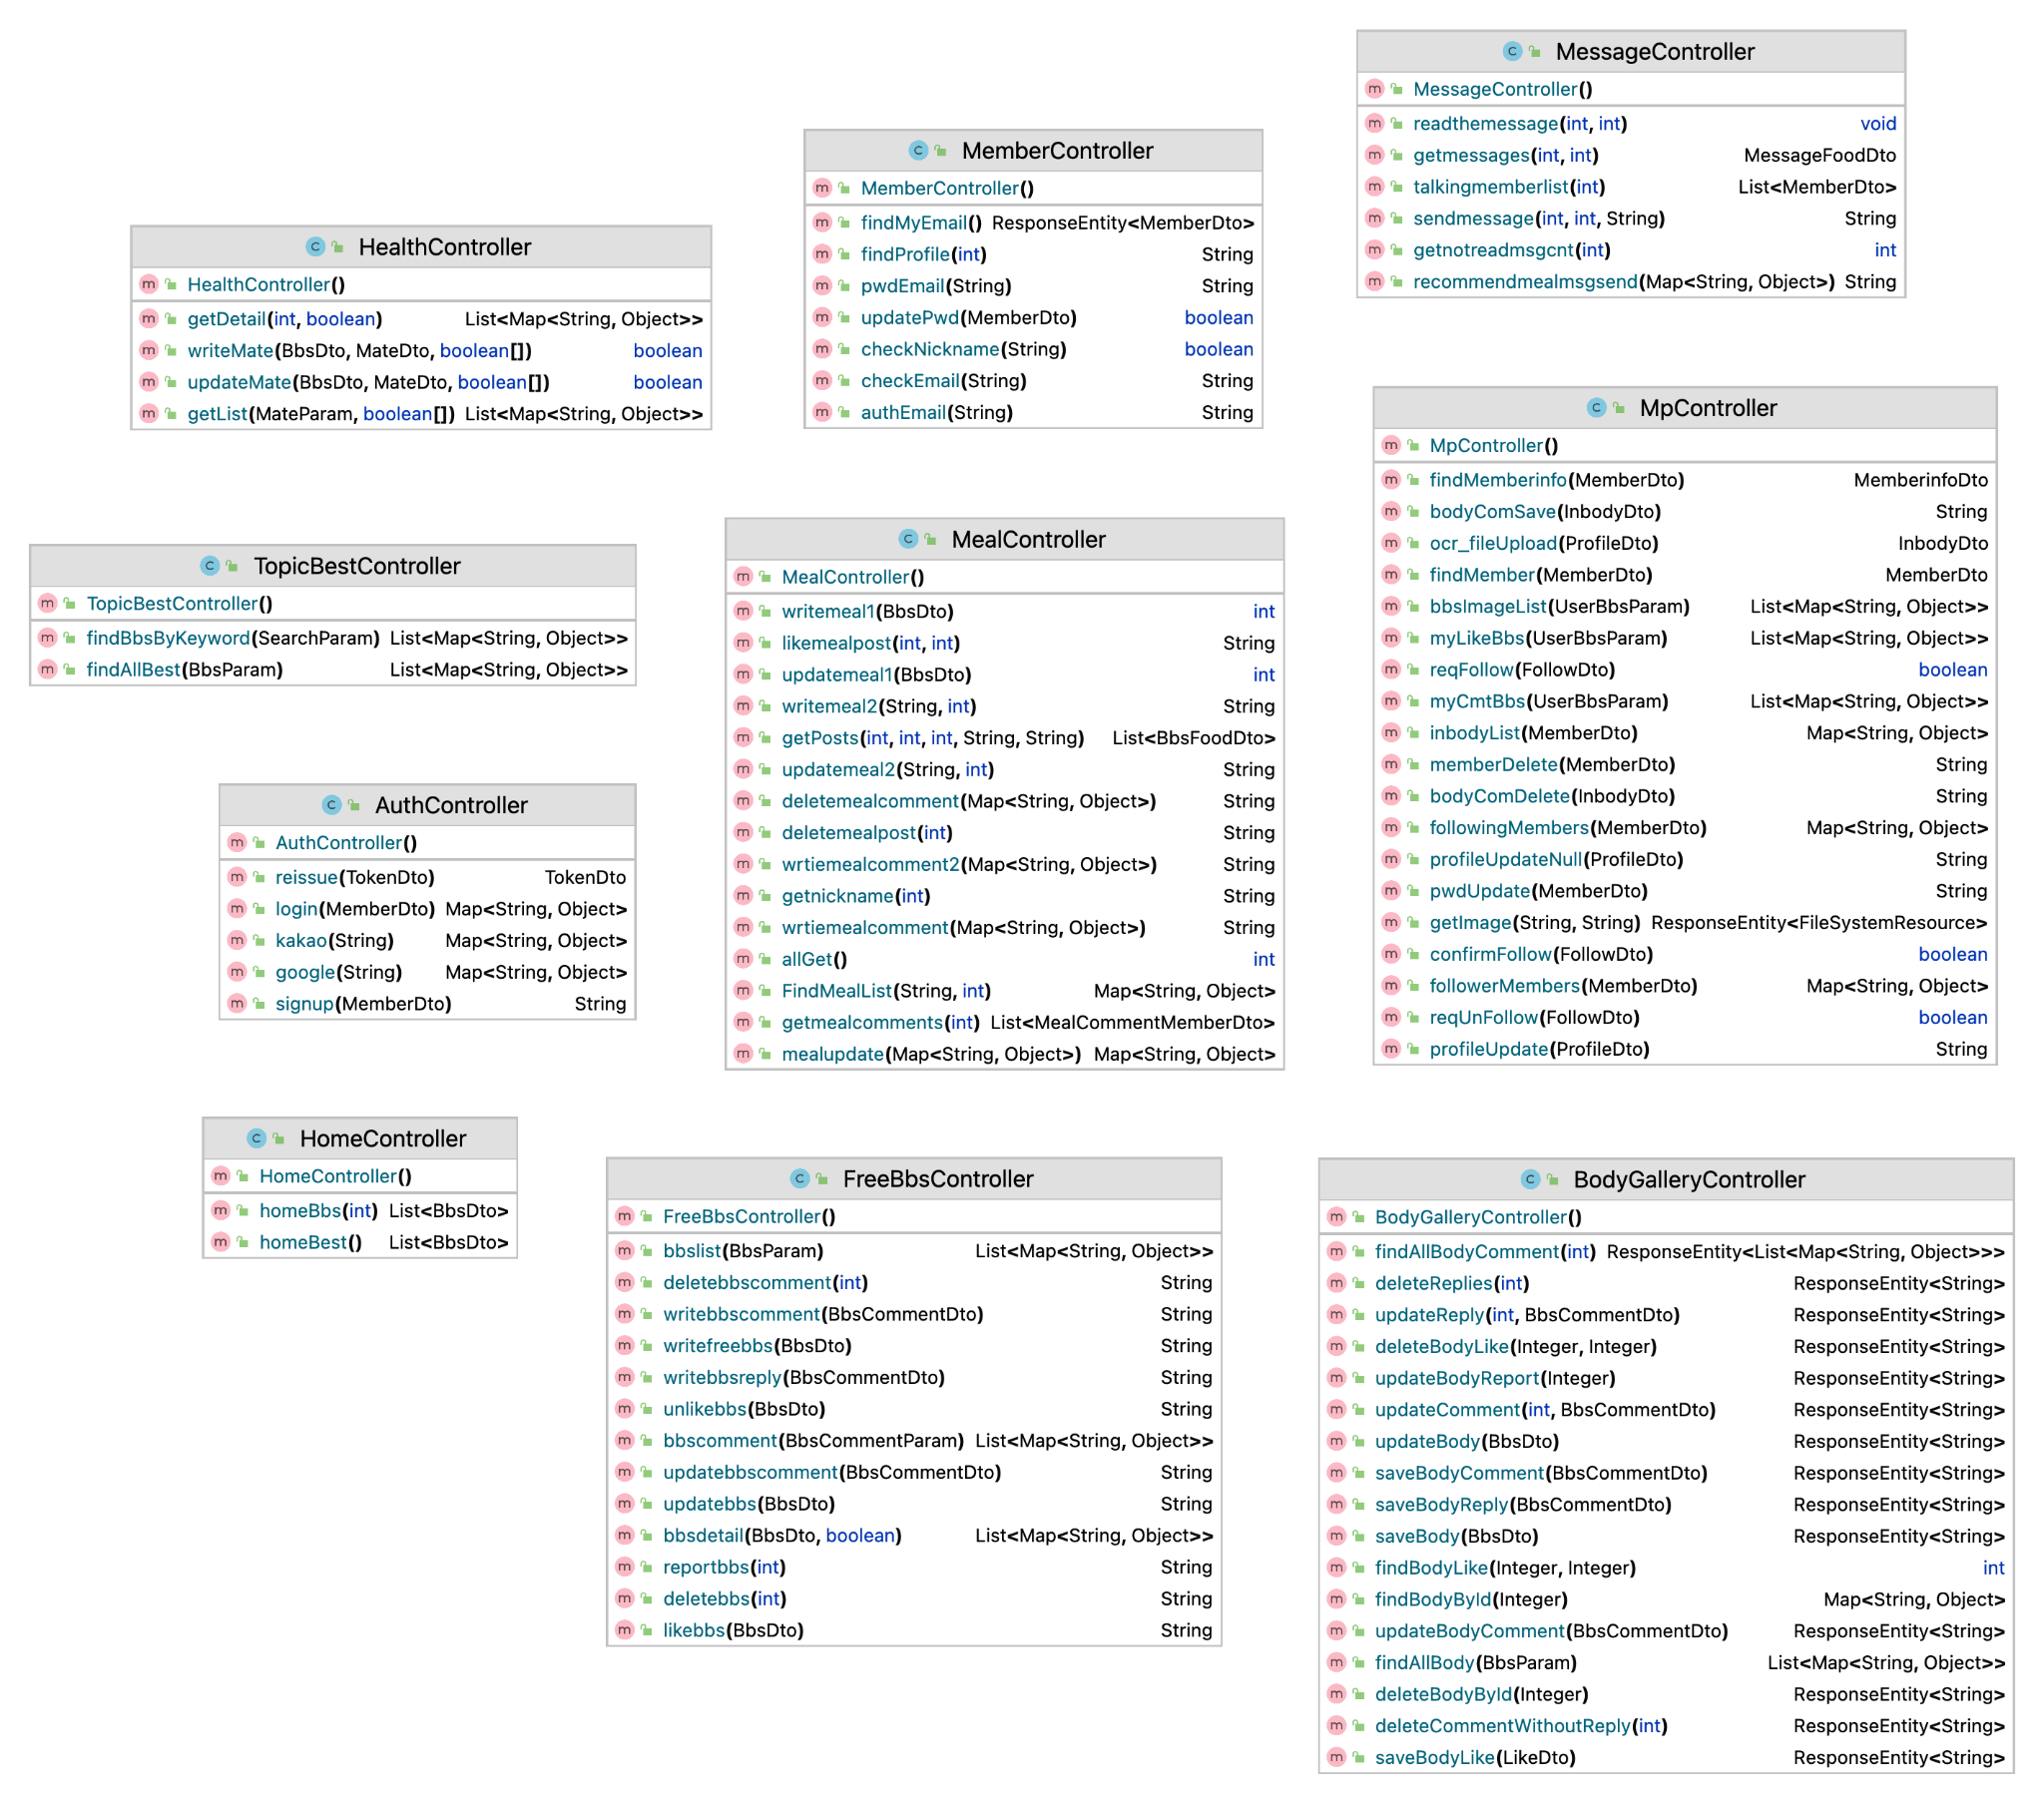 MessageController
MessageController()
readthemessage(int, int) void
getmessages(int, int) MessageFoodDto
talkingmemberlist(int) List<MemberDto>
sendmessage(int, int, String) String
getnotreadmsgcnt(int) int
recommendmealmsgsend(Map<String, Object>) String
MemberController
MemberController()
findMyEmail() ResponseEntity<MemberDto>
findProfile(int) String
pwdEmail(String) String
updatePwd(MemberDto) boolean
checkNickname(String) boolean
checkEmail(String) String
authEmail(String) String
HealthController
HealthController()
getDetail(int, boolean) List<Map<String, Object>>
writeMate(BbsDto, MateDto, boolean[]) boolean
updateMate(BbsDto, MateDto, boolean[]) boolean
getList(MateParam, boolean[]) List<Map<String, Object>>
MpController
MpController()
findMemberinfo(MemberDto) MemberinfoDto
bodyComSave(InbodyDto) String
ocr_fileUpload(ProfileDto) InbodyDto
findMember(MemberDto) MemberDto
bbsImageList(UserBbsParam) List<Map<String, Object>>
myLikeBbs(UserBbsParam) List<Map<String, Object>>
reqFollow(FollowDto) boolean
myCmtBbs(UserBbsParam) List<Map<String, Object>>
inbodyList(MemberDto) Map<String, Object>
memberDelete(MemberDto) String
bodyComDelete(InbodyDto) String
followingMembers(MemberDto) Map<String, Object>
profileUpdateNull(ProfileDto) String
pwdUpdate(MemberDto) String
getImage(String, String) ResponseEntity<FileSystemResource>
confirmFollow(FollowDto) boolean
followerMembers(MemberDto) Map<String, Object>
reqUnFollow(FollowDto) boolean
profileUpdate(ProfileDto) String
MealController
MealController()
writemeal1(BbsDto) int
likemealpost(int, int) String
updatemeal1(BbsDto) int
writemeal2(String, int) String
getPosts(int, int, int, String, String) List<BbsFoodDto>
updatemeal2(String, int) String
deletemealcomment(Map<String, Object>) String
deletemealpost(int) String
wrtiemealcomment2(Map<String, Object>) String
getnickname(int) String
wrtiemealcomment(Map<String, Object>) String
allGet() int
FindMealList(String, int) Map<String, Object>
getmealcomments(int) List<MealCommentMemberDto>
mealupdate(Map<String, Object>) Map<String, Object>
TopicBestController
TopicBestController()
findBbsByKeyword(SearchParam) List<Map<String, Object>>
findAllBest(BbsParam) List<Map<String, Object>>
AuthController
AuthController()
reissue(TokenDto) TokenDto
login(MemberDto) Map<String, Object>
kakao(String) Map<String, Object>
google(String) Map<String, Object>
signup(MemberDto) String
HomeController
HomeController()
homeBbs(int) List<BbsDto>
homeBest() List<BbsDto>
FreeBbsController
FreeBbsController()
bbslist(BbsParam) List<Map<String, Object>>
deletebbscomment(int) String
writebbscomment(BbsCommentDto) String
writefreebbs(BbsDto) String
writebbsreply(BbsCommentDto) String
unlikebbs(BbsDto) String
bbscomment(BbsCommentParam) List<Map<String, Object>>
updatebbscomment(BbsCommentDto) String
updatebbs(BbsDto) String
bbsdetail(BbsDto, boolean) List<Map<String, Object>>
reportbbs(int) String
deletebbs(int) String
likebbs(BbsDto) String
BodyGalleryController
BodyGalleryController()
findAllBodyComment(int) ResponseEntity<List<Map<String, Object>>>
deleteReplies(int) ResponseEntity<String>
updateReply(int, BbsCommentDto) ResponseEntity<String>
deleteBodyLike(Integer, Integer) ResponseEntity<String>
updateBodyReport(Integer) ResponseEntity<String>
updateComment(int, BbsCommentDto) ResponseEntity<String>
updateBody(BbsDto) ResponseEntity<String>
saveBodyComment(BbsCommentDto) ResponseEntity<String>
saveBodyReply(BbsCommentDto) ResponseEntity<String>
saveBody(BbsDto) ResponseEntity<String>
findBodyLike(Integer, Integer) int
findBodyById(Integer) Map<String, Object>
updateBodyComment(BbsCommentDto) ResponseEntity<String>
findAllBody(BbsParam) List<Map<String, Object>>
deleteBodyById(Integer) ResponseEntity<String>
deleteCommentWithoutReply(int) ResponseEntity<String>
saveBodyLike(LikeDto) ResponseEntity<String>